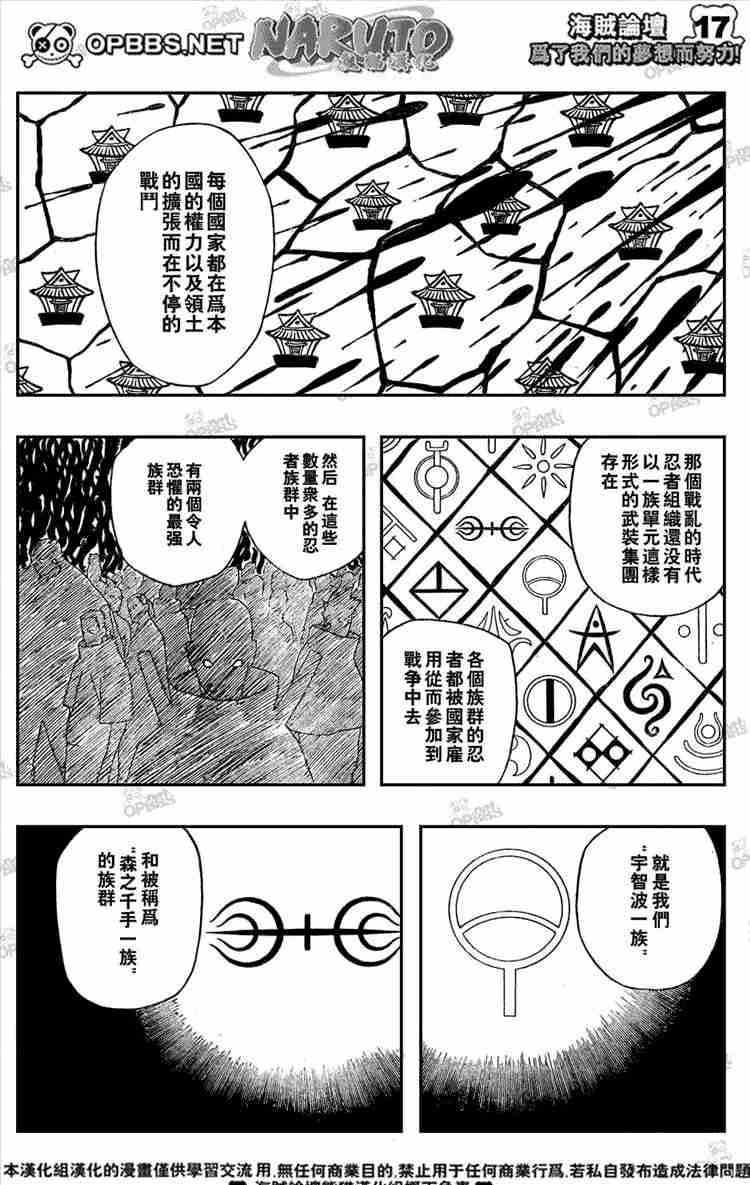 OPBBS.NET
NARUTO
海賊論壇
17
爲了我們的夢想而努力!
每個國家都在爲本
國的權力以及領土
的擴張而在不停的
戰鬥
那個戰亂的時代
忍者組織還没有
以一族單元這樣
形式的武裝集團
存在
各個族群的忍
者都被國家雇
用從而參加到
戰争中去
然后 在這些
數量衆多的忍
者族群中
有兩個令人
恐懼的最强
族群
就是我們
"宇智波一族"
和被稱爲
"森之千手一族"
的族群
本漢化組漢化的漫畫僅供學習交流 用,無任何商業目的,禁止用于任何商業行爲,若私自發布造成法律問題